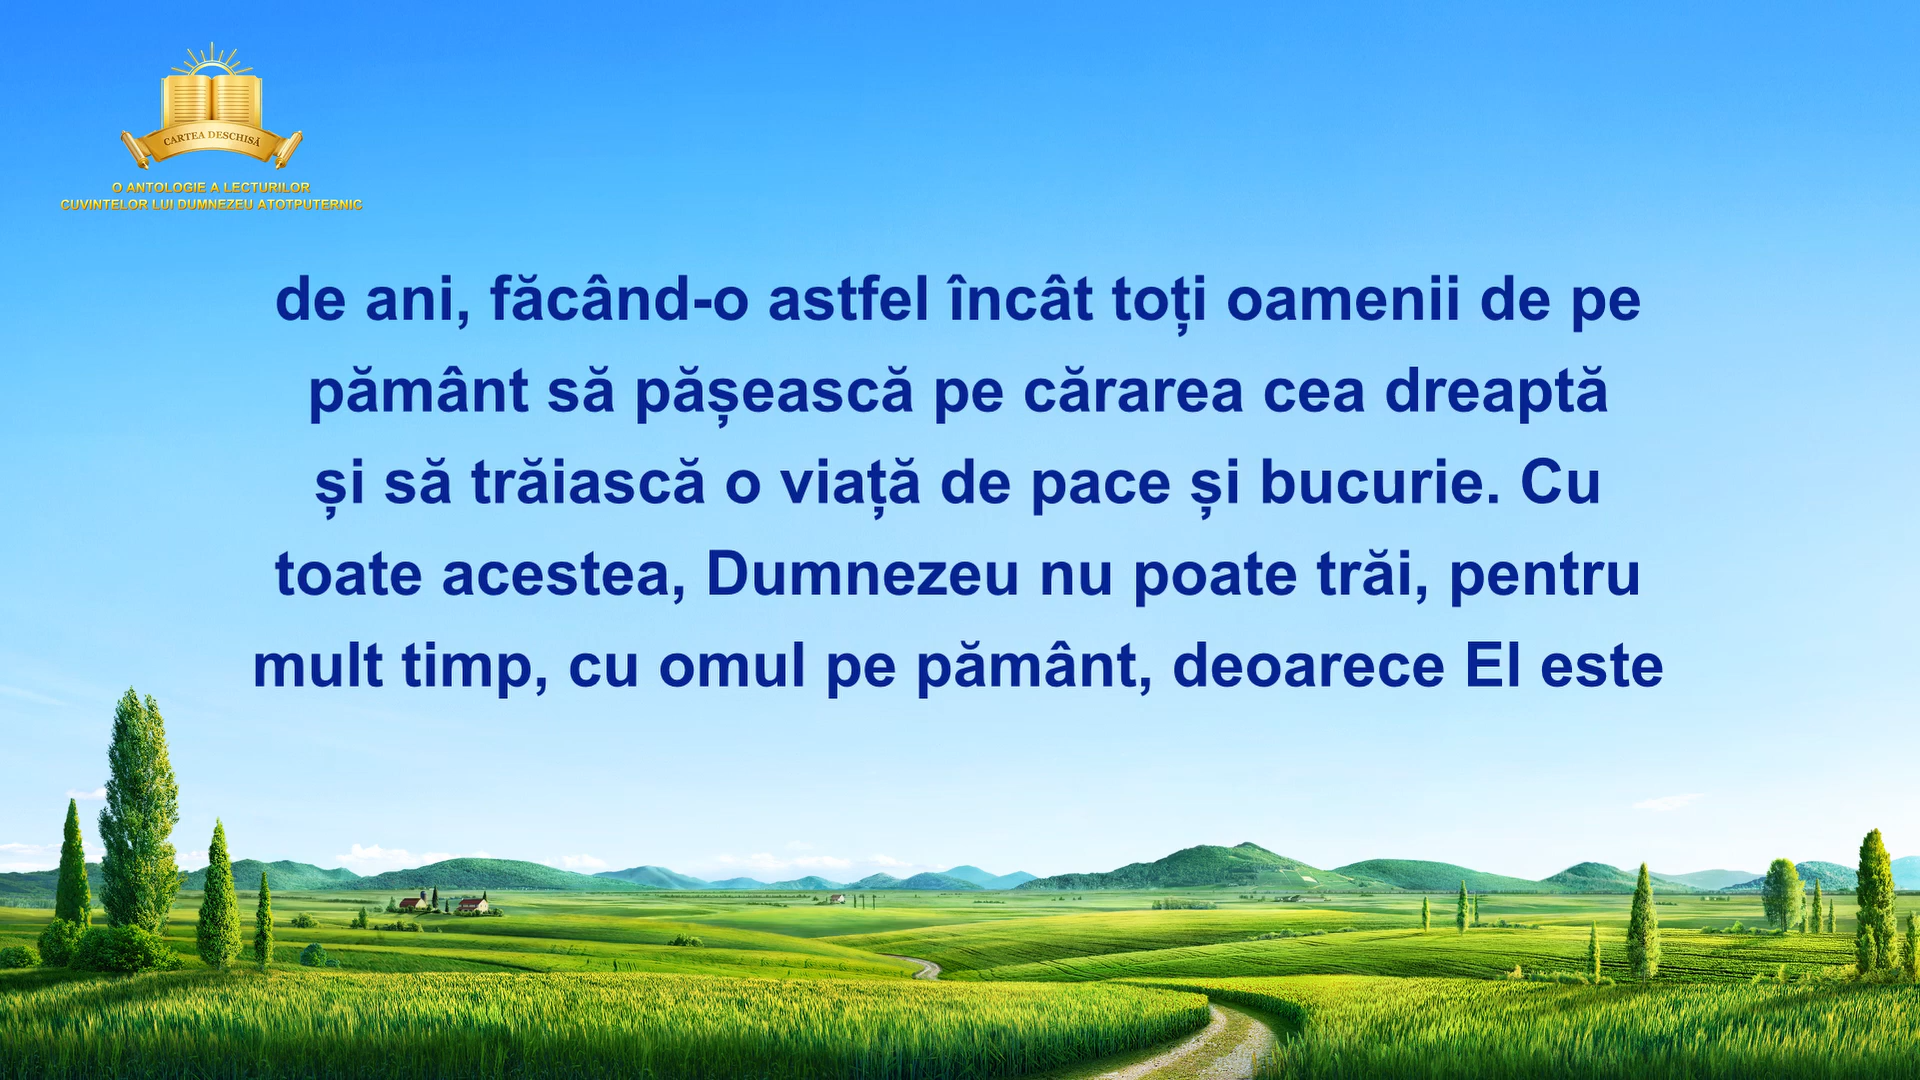 CARTEA DESCHISĂ
O ANTOLOGIE A LECTURILOR
CUVINTELOR LUI DUMNEZEU ATOTPUTERNIC
de ani, făcând-o astfel încât toți oamenii de pe
pământ să pășească pe cărarea cea dreaptă
și să trăiască o viață de pace și bucurie. Cu
toate acestea, Dumnezeu nu poate trăi, pentru
mult timp, cu omul pe pământ, deoarece El este